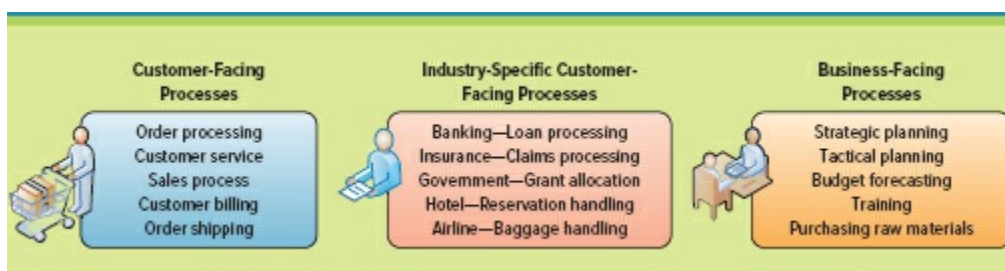 Customer-Facing
Processes
Order processing
Customer service
Sales process
Customer billing
Order shipping
Industry-Specific Customer-
Facing Processes
Banking—Loan processing
Insurance—Claims processing
Government—Grant allocation
Hotel—Reservation handling
Airline—Baggage handling
Business-Facing
Processes
Strategic planning
Tactical planning
Budget forecasting
Training
Purchasing raw materials